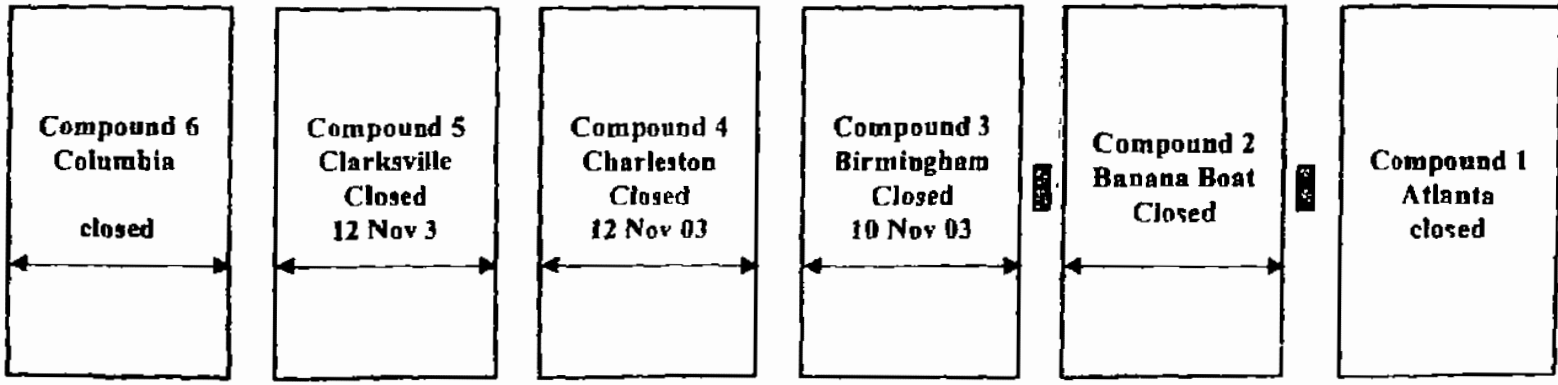 Compound 6
Columbia
closed
Compound 5
Clarksville
Closed
12 Nov 3
Compound 4
Charleston
Closed
12 Nov 03
Compound 3
Birmingham
Closed
10 Nov 03
Compound 2
Banana Boat
Closed
Compound 1
Atlanta
closed